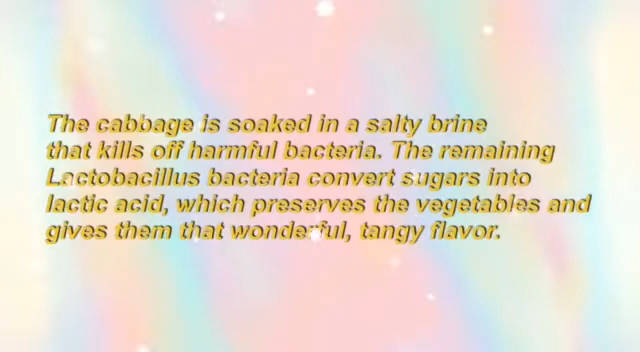 The cabbage is soaked in a salty brine
that kills off harmful bacteria. The remaining
Lactobacillus bacteria convert sugars into
lactic acid, which preserves the vegetables and
gives them that wonderful, tangy flavor.